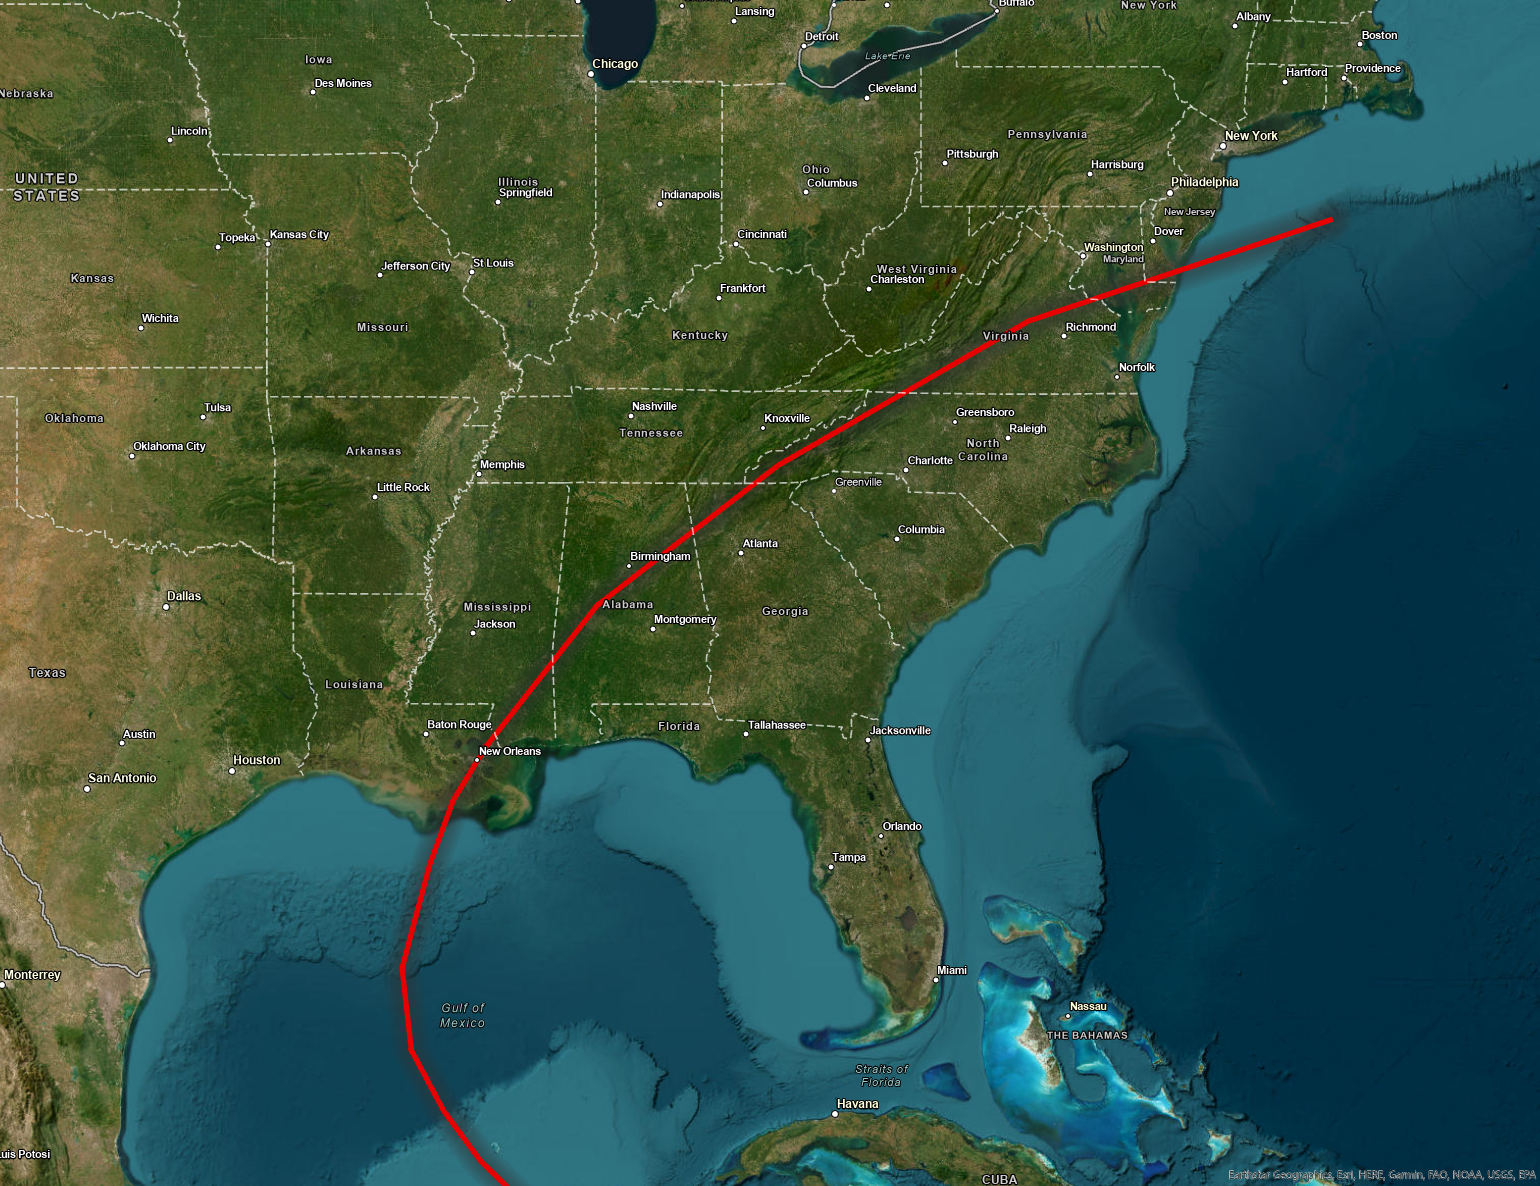 Lansing
Buffalo
New York
Albany
Detroit
Boston
Lake Erie
Iowa
Chicago
Hartford
Providence
Des Moines
Cleveland
Nebraska
Lincoln
Pennsylvania
New York
Pittsburgh
Harrisburg
Ohio
Columbus
UNITED
STATES
Illinois
Springfield
Indianapolis
Philadelphia
New Jersey
Topeka
Kansas City
Cincinnati
Dover
Washington
Maryland
Jefferson City
St Louis
West Virginia
Charleston
Kansas
Frankfort
Wichita
Missouri
Kentucky
Virginia
Richmond
Norfolk
Tulsa
Oklahoma
Nashville
Tennessee
Knoxville
Greensboro
Raleigh
North
Carolina
Oklahoma City
Arkansas
Memphis
Charlotte
Little Rock
Greenville
Columbia
Atlanta
Birmingham
Dallas
Mississippi
Alabama
Georgia
Jackson
Montgomery
Texas
Louisiana
Baton Rouge
Florida
Tallahassee
Jacksonville
Austin
New Orleans
Houston
San Antonio
Orlando
Tampa
Monterrey
Miami
Gulf of
Mexico
Nassau
THE BAHAMAS
Straits of
Florida
Havana
Luis Potosi
CUBA
Earthstar Geographics, Esri, HERE, Garmin, FAO, NOAA, USGS, EPA